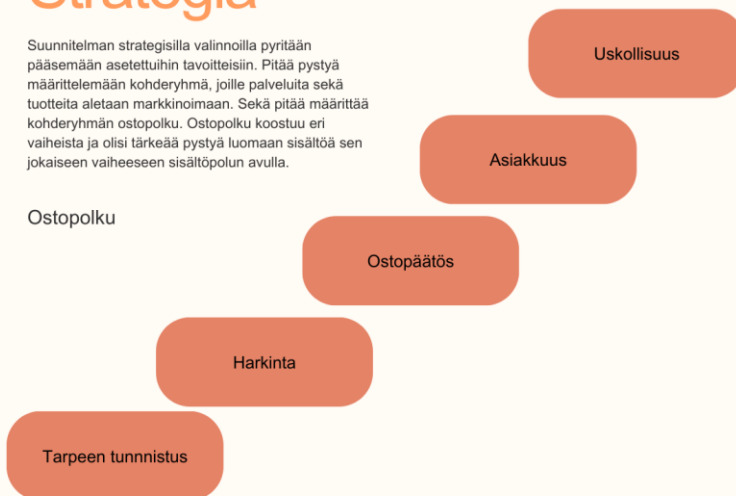 Strategia
Suunnitelman strategisilla valinnoilla pyritään
pääsemään asetettuihin tavoitteisiin. Pitää pystyä
määrittelemään kohderyhmä, joille palveluita sekä
tuotteita aletaan markkinoimaan. Sekä pitää määrittää
kohderyhmän ostopolku. Ostopolku koostuu eri
vaiheista ja olisi tärkeää pystyä luomaan sisältöä sen
jokaiseen vaiheeseen sisältöpolun avulla.
Ostopolku
Uskollisuus
Asiakkuus
Ostopäätös
Harkinta
Tarpeen tunnnistus